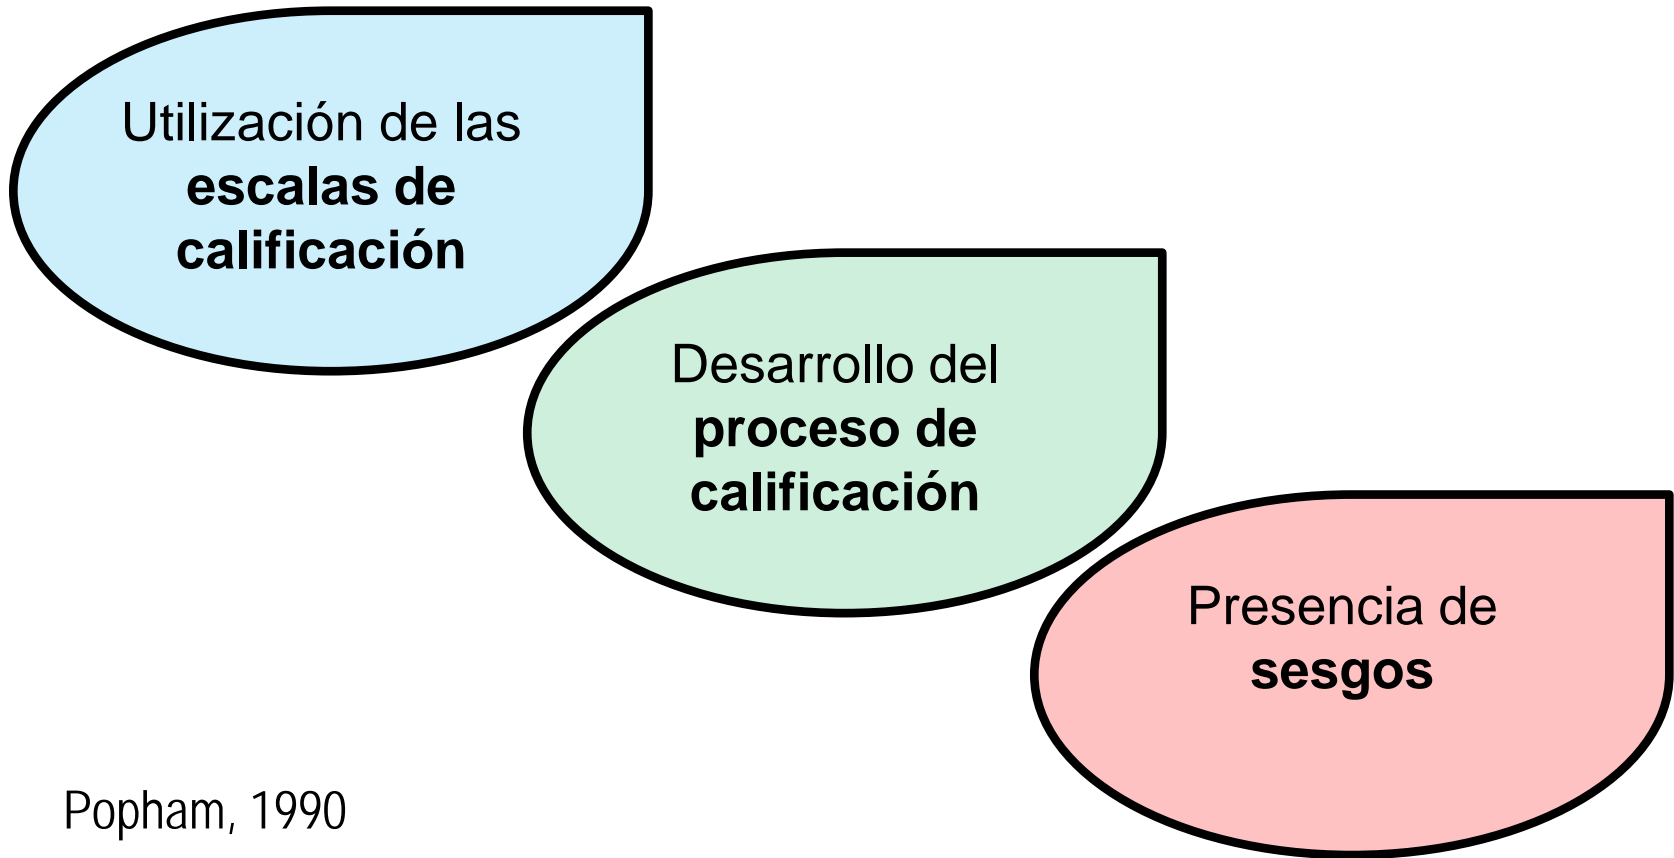 Utilización de las
escalas de
calificación
Desarrollo del
proceso de
calificación
Presencia de
sesgos
Popham, 1990